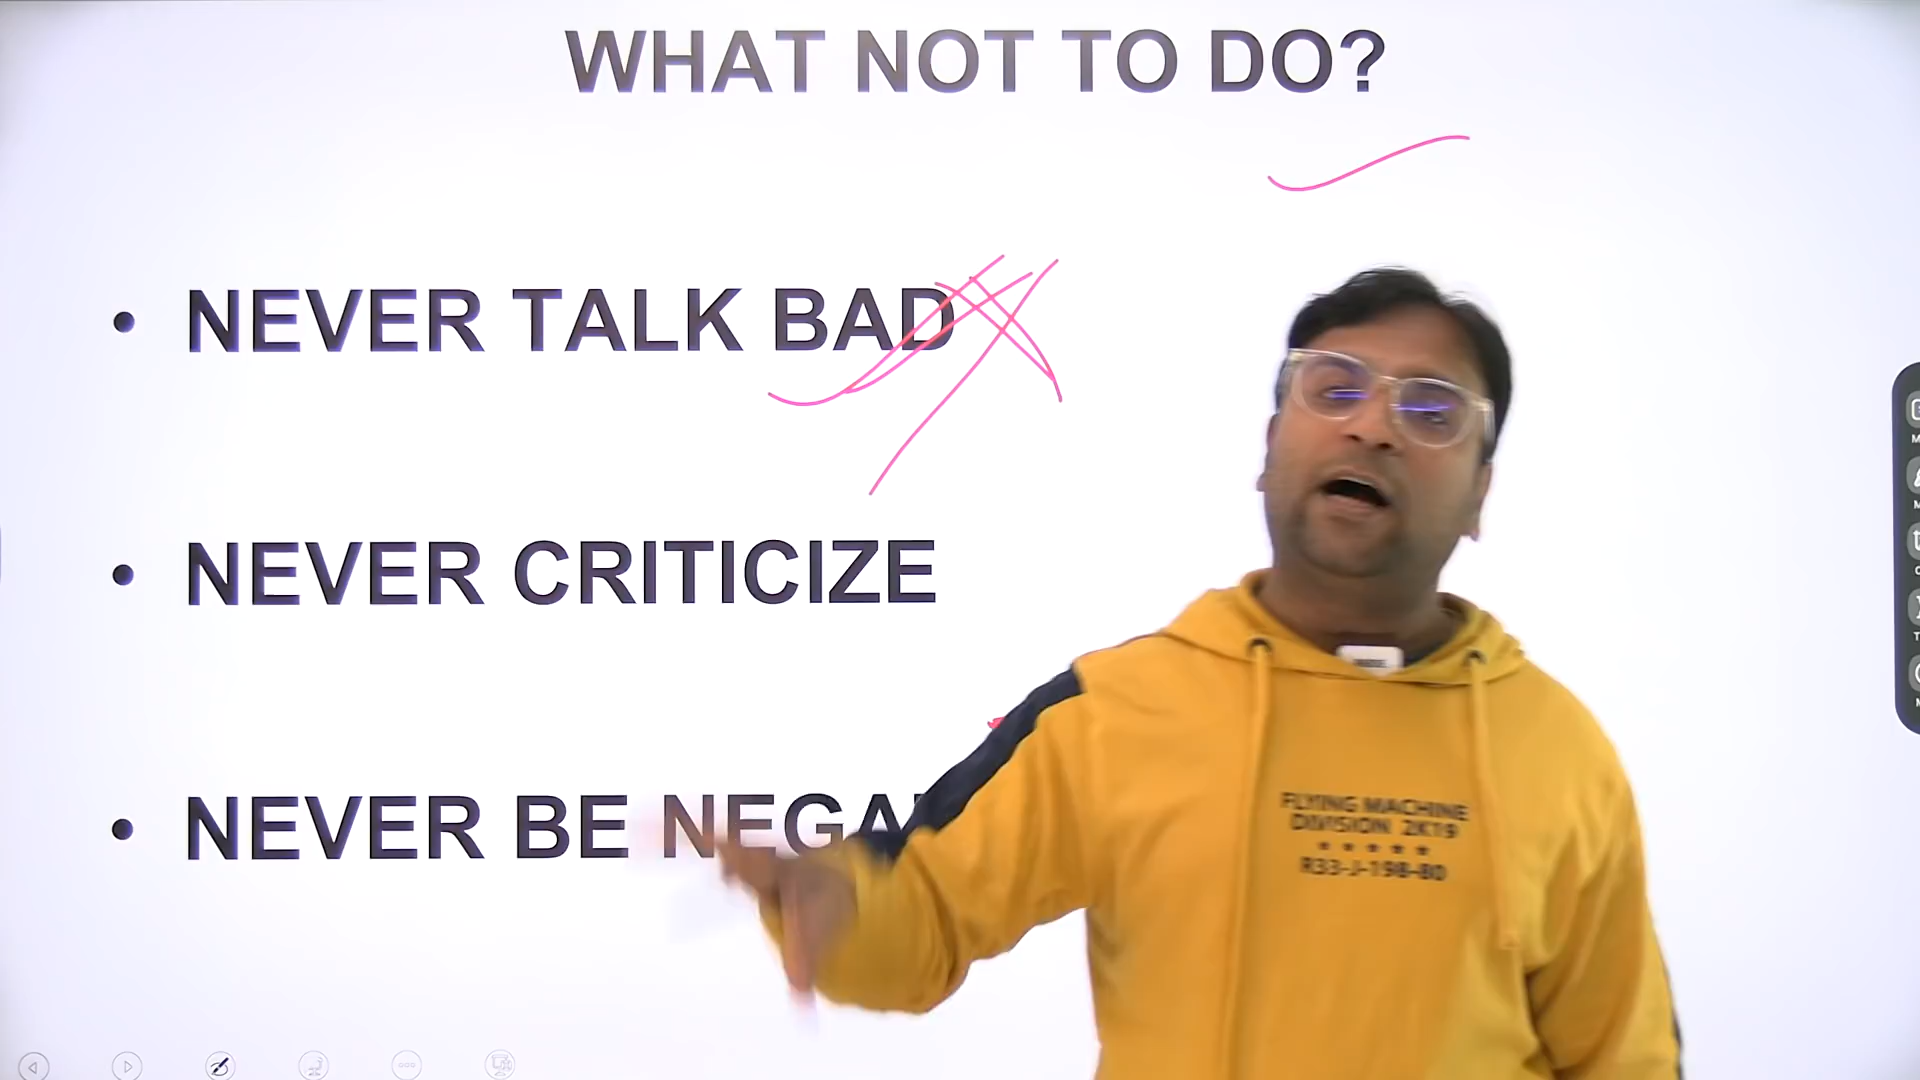 WHAT NOT TO DO?
• NEVER TALK BAD
• NEVER CRITICIZE
• NEVER BE NEGA
FLYING MACHINE
DIVISION 2K19
★ ★ ★ ★ ★
R33-J-198-80